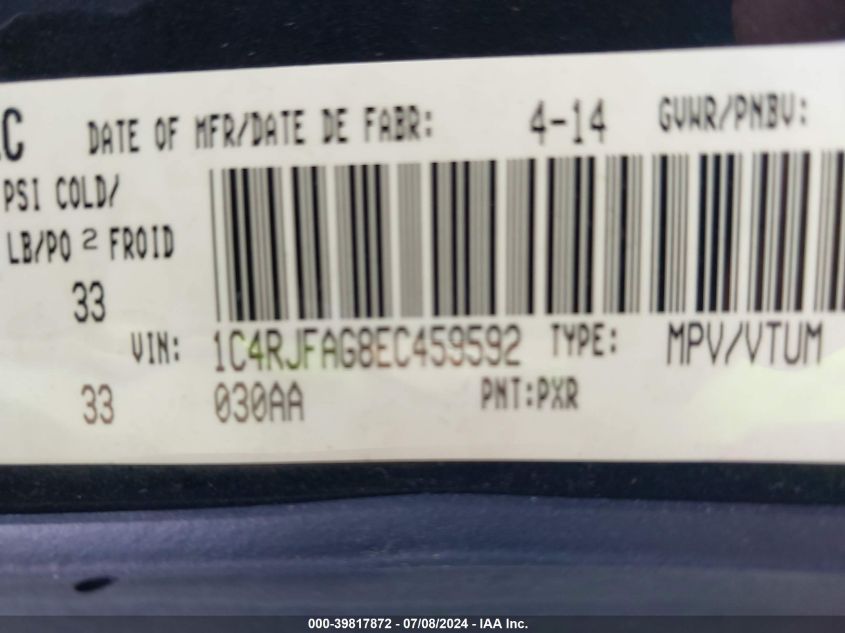 DATE OF MFR/DATE DE FABR: 4-14 GVWR/PNBV:
PSI COLD/
LB/PO 2 FROID
33
VIN: 1C4RJFAG8EC459592 TYPE: MPV/VTUM
33 030AA PNT:PXR
000-39817872 / 07/08/2024 - IAA Inc.